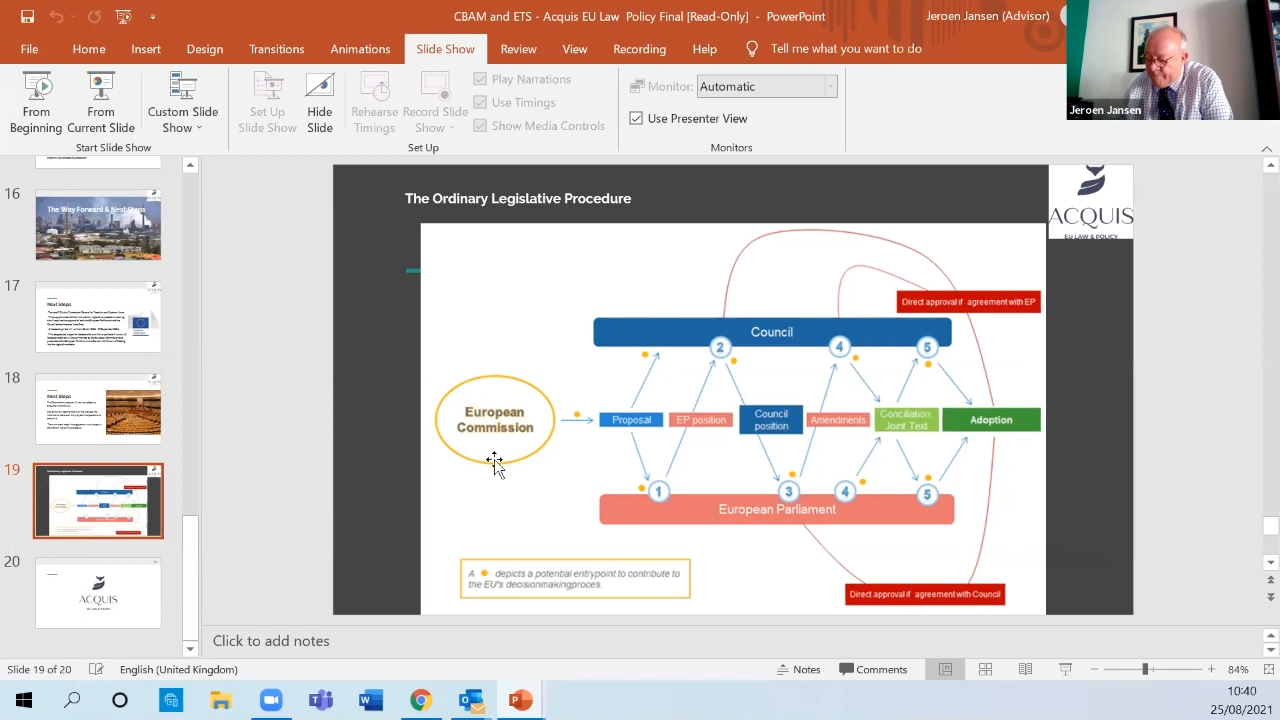 CBAM and ETS - Acquis EU Law  Policy Final [Read-Only]  -  PowerPoint
Jeroen Jansen (Advisor)
File
Home
Insert
Design
Transitions
Animations
Slide Show
Review
View
Recording
Help
Tell me what you want to do
From Beginning
From Current Slide
Custom Slide Show
Set Up Slide Show
Hide Slide
Rehearse Timings
Record Slide Show
Play Narrations
Use Timings
Show Media Controls
Monitor:
Automatic
Use Presenter View
Start Slide Show
Set Up
Monitors
Jeroen Jansen
16
The Way Forward & Next Steps
17
Next Steps
18
Next Steps
19
20
ACQUIS
EU LAW & POLICY
The Ordinary Legislative Procedure
ACQUIS
EU LAW & POLICY
Direct approval if agreement with EP
Council
2
4
5
European
Commission
Proposal
EP position
Council
position
Amendments
Conciliation:
Joint Text
Adoption
1
3
4
5
European Parliament
A depicts a potential entrypoint to contribute to
the EU's decisionmakingproces.
Direct approval if agreement with Council
Click to add notes
Slide 19 of 20
English (United Kingdom)
Notes
Comments
84%
10:40
25/08/2021